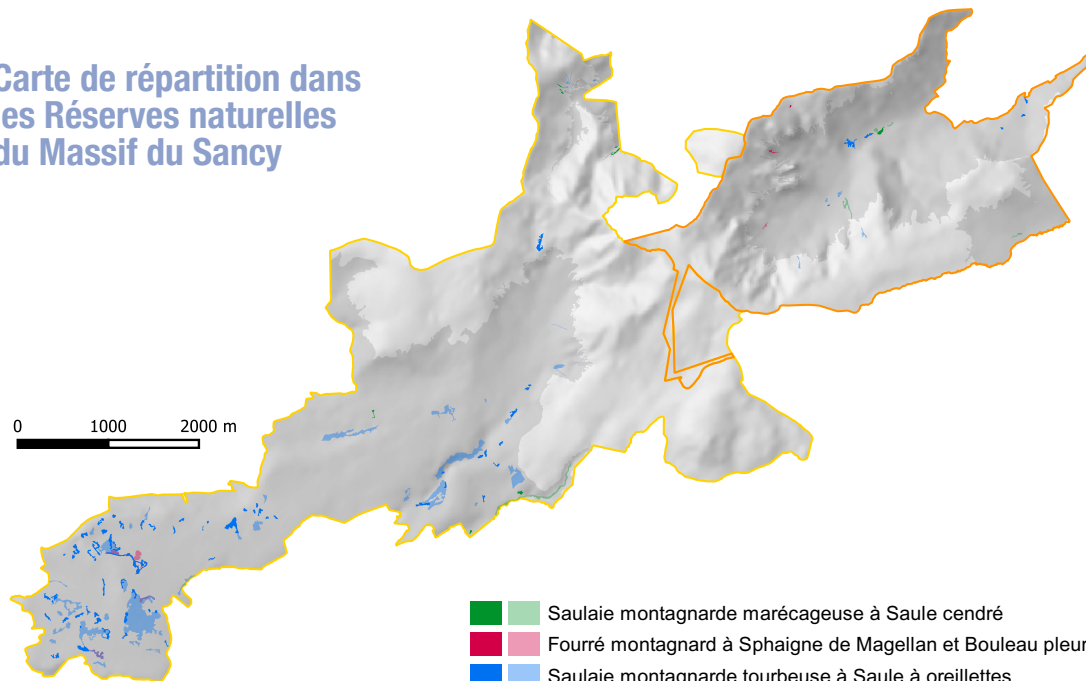 Carte de répartition dans
les Réserves naturelles
du Massif du Sancy
0 1000 2000 m
Saulaie montagnarde marécageuse à Saule cendré
Fourré montagnard à Sphaigne de Magellan et Bouleau pleur
Saulaie montagnarde tourbeuse à Saule à oreillettes